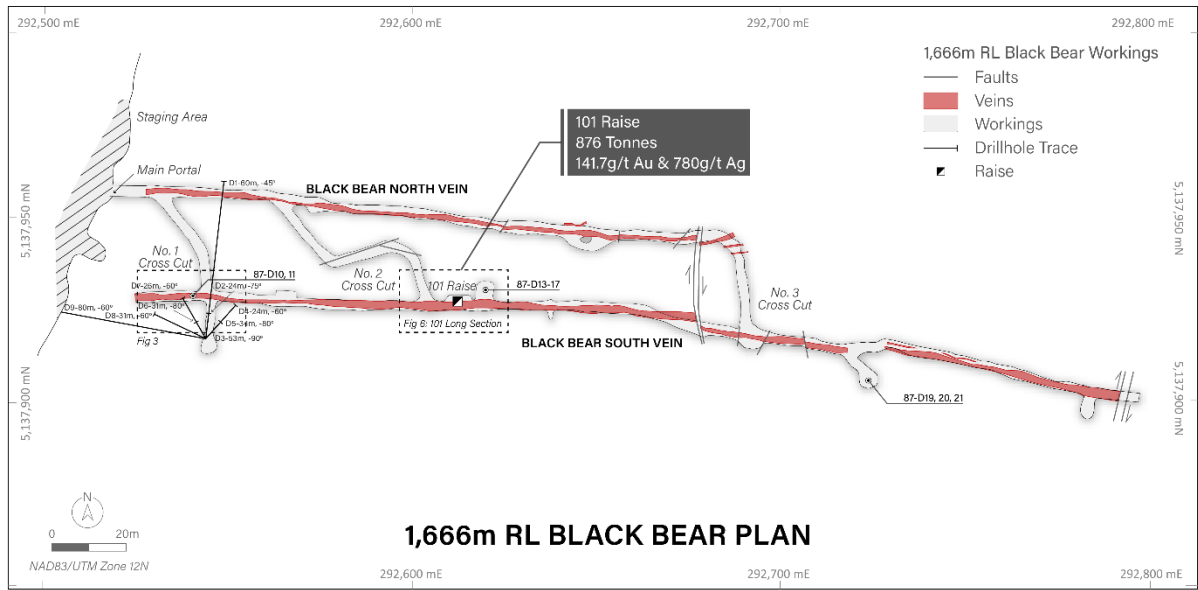 292,500 mE
292,600 mE
292,700 mE
292,800 mE
1,666m RL Black Bear Workings
Faults
Veins
Workings
Drillhole Trace
Raise
101 Raise
876 Tonnes
141.7g/t Au & 780g/t Ag
Staging Area
Main Portal
D1-60m, -45°
BLACK BEAR NORTH VEIN
5,137,950 mN
5,137,950 mN
No. 1
Cross Cut
87-D10, 11
No. 2
Cross Cut
101 Raise
87-D13-17
No. 3
Cross Cut
D7-26m, -60°
D2-24m, -75°
D9-80m, -60°
D6-31m, -80°
D4-24m, -60°
D8-31m, -60°
D5-34m, -80°
D3-53m, -90°
Fig 3
Fig 6: 101 Long Section
BLACK BEAR SOUTH VEIN
87-D19, 20, 21
5,137,900 mN
5,137,900 mN
N
0 20m
NAD83/UTM Zone 12N
1,666m RL BLACK BEAR PLAN
292,500 mE
292,600 mE
292,700 mE
292,800 mE